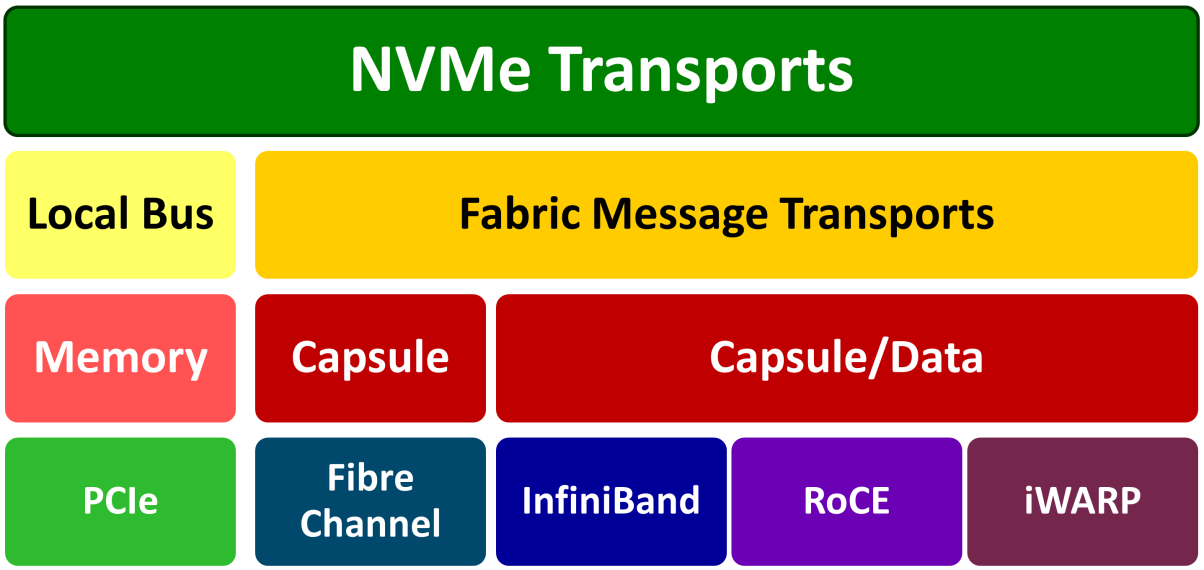 NVMe Transports
Local Bus
Fabric Message Transports
Memory
Capsule
Capsule/Data
PCIe
Fibre
Channel
InfiniBand
RoCE
iWARP